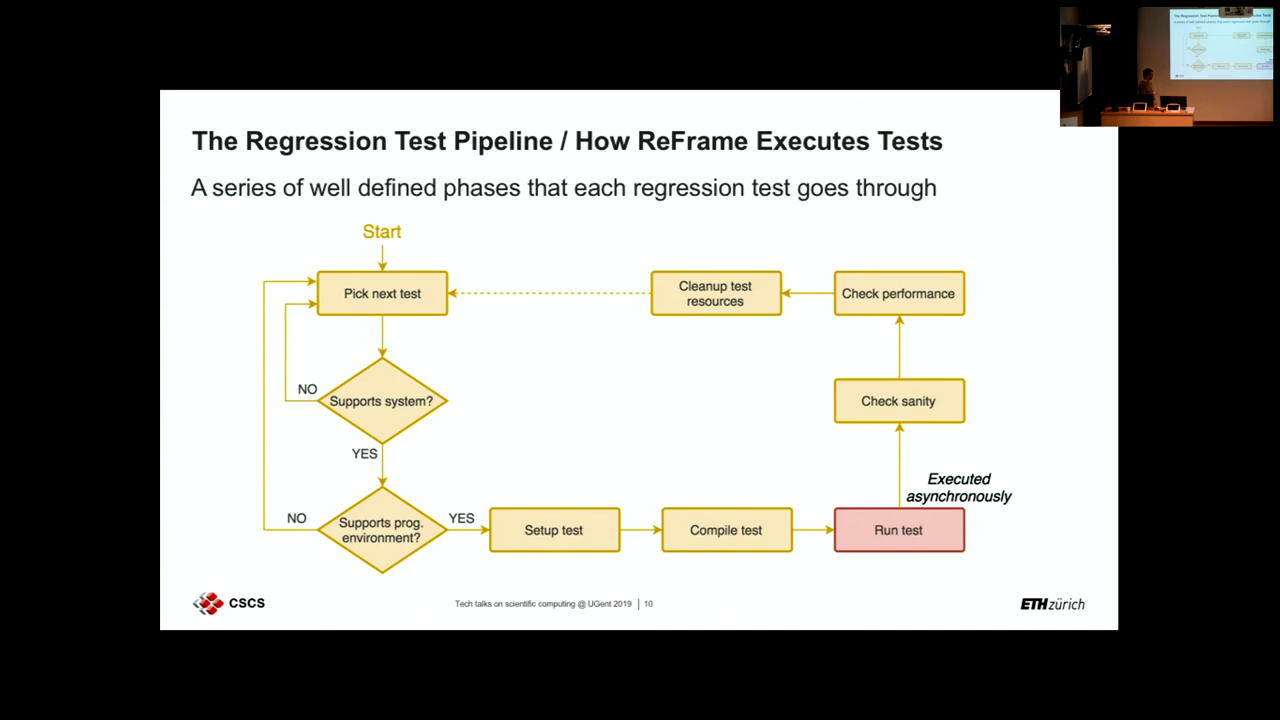 The Regression Test Pipeline / How ReFrame Executes Tests
A series of well defined phases that each regression test goes through
Start
Pick next test
Cleanup test
resources
Check performance
NO
Supports system?
Check sanity
YES
Executed
asynchronously
NO
Supports prog.
environment?
YES
Setup test
Compile test
Run test
CSCS
Tech talks on scientific computing @ UGent 2019 | 10
ETH zürich